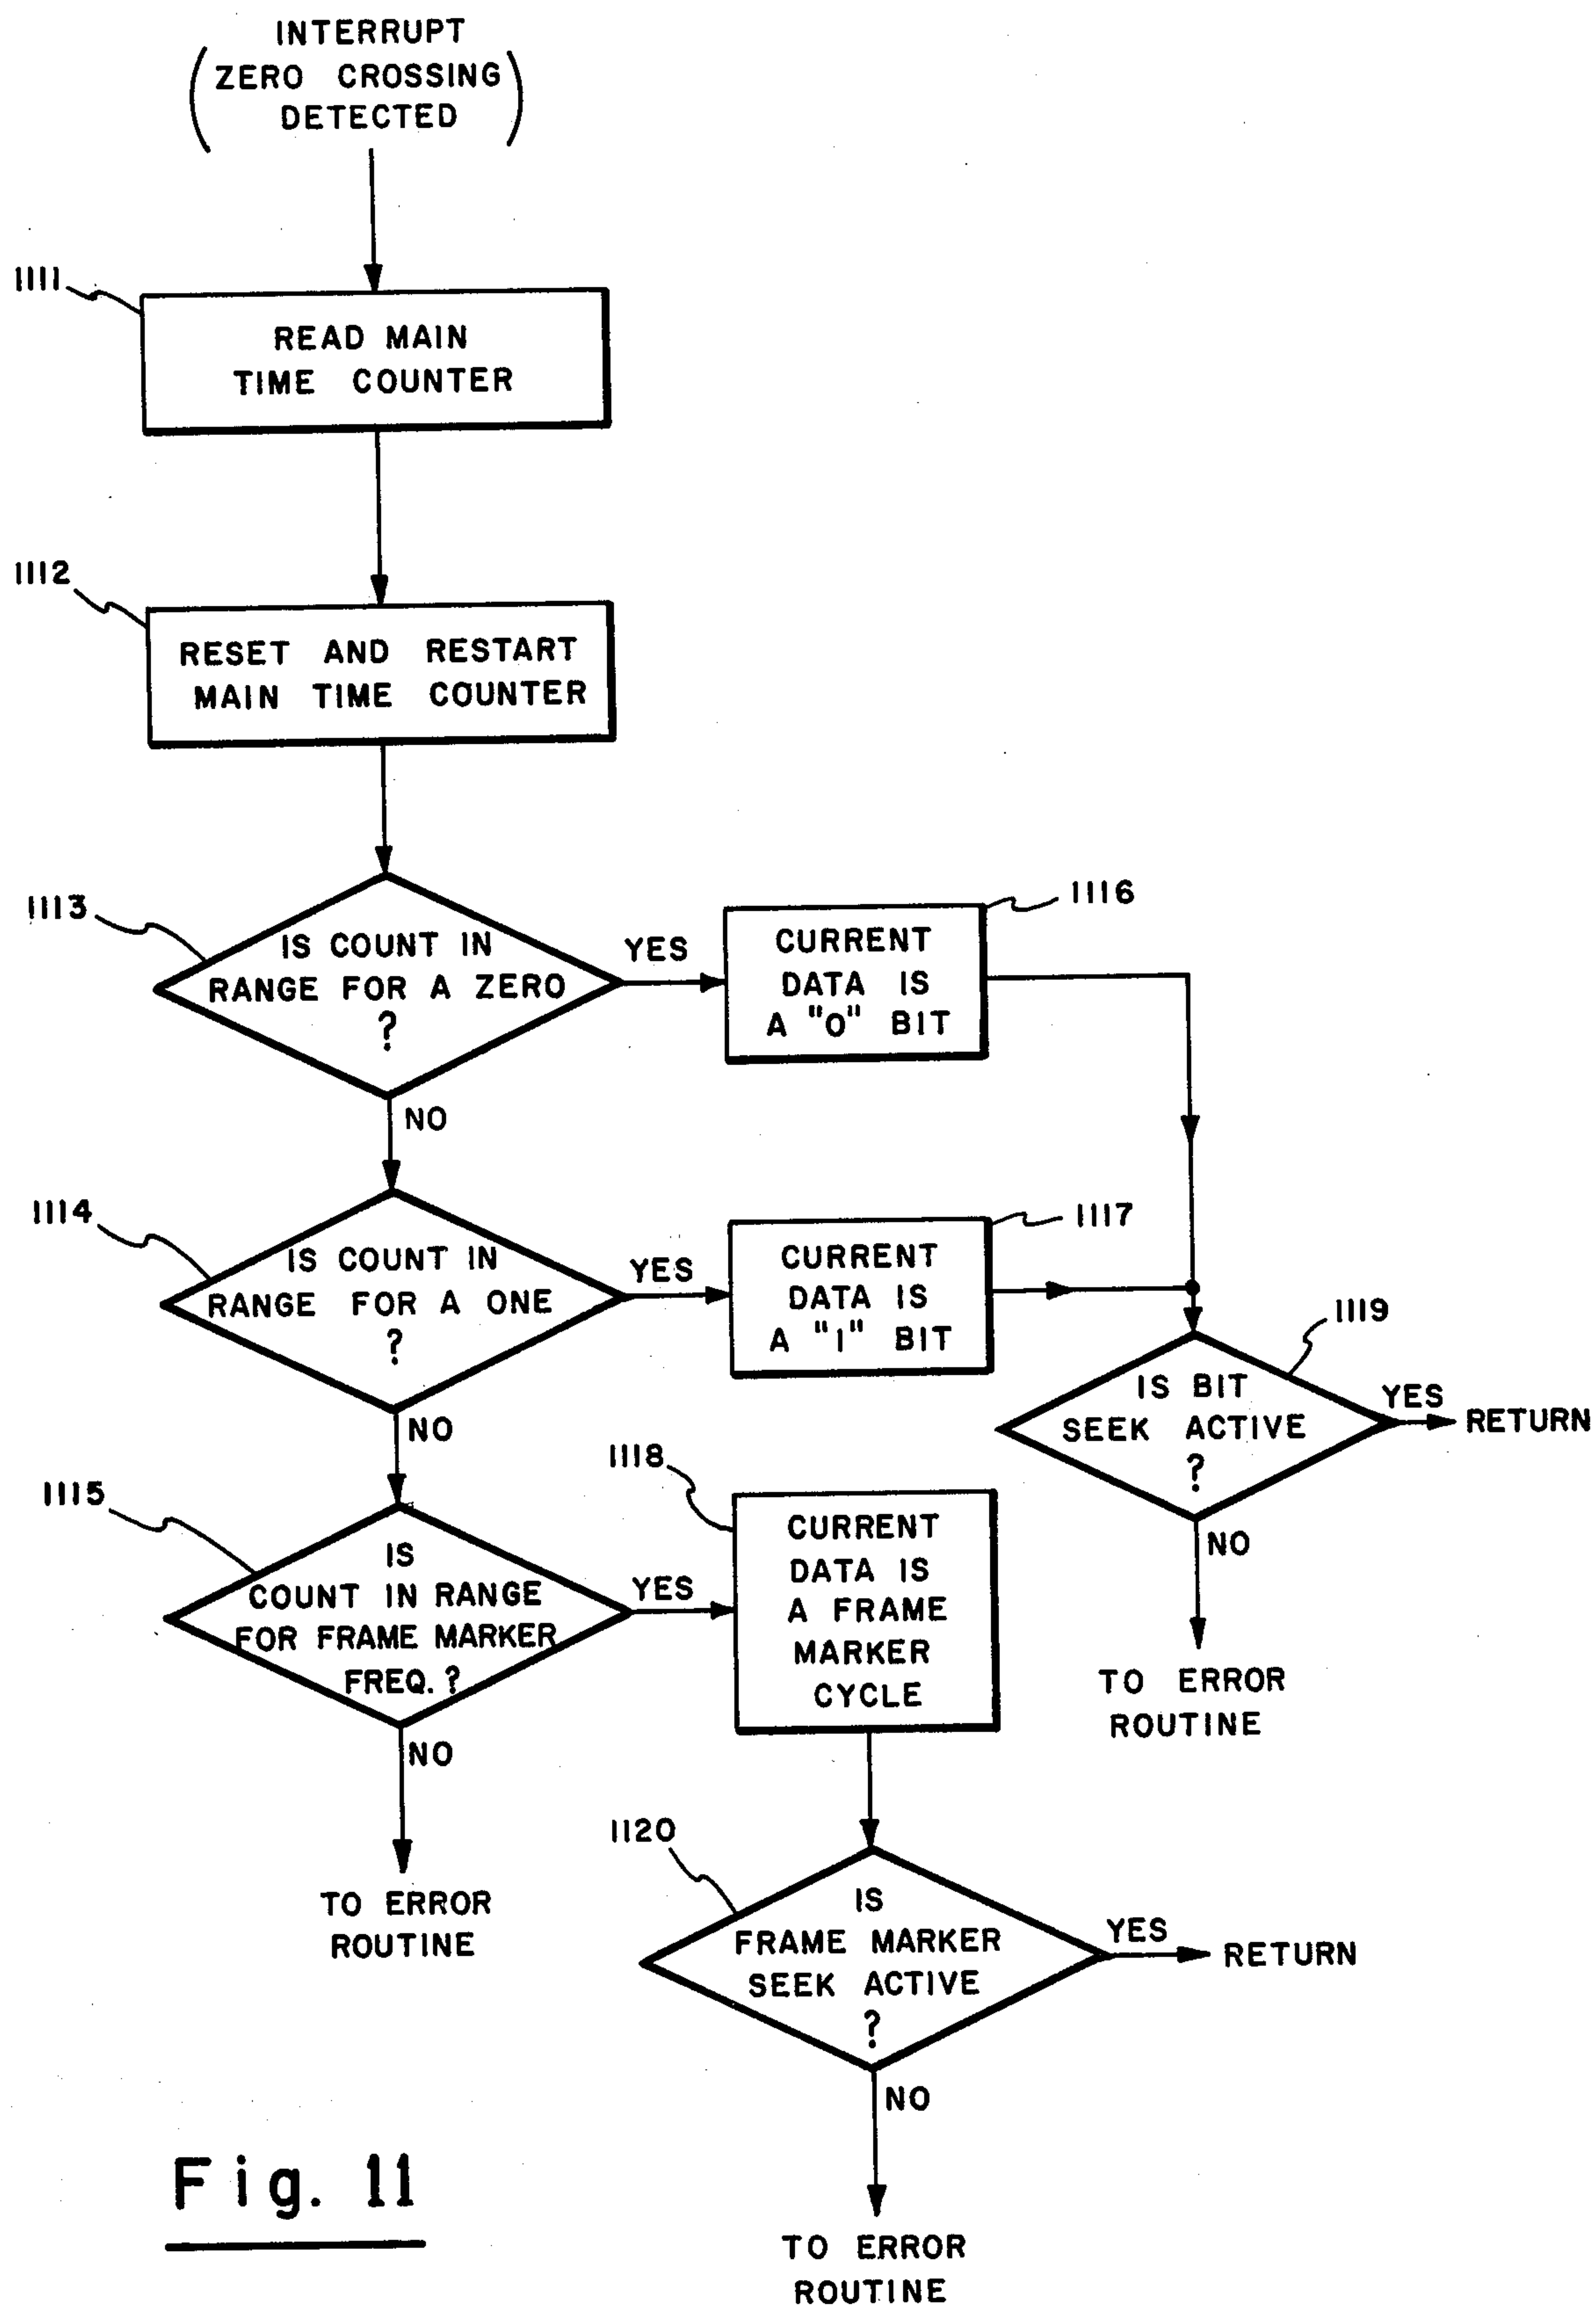 INTERRUPT
(ZERO CROSSING
DETECTED)
1111
READ MAIN
TIME COUNTER
1112
RESET AND RESTART
MAIN TIME COUNTER
1113
IS COUNT IN
RANGE FOR A ZERO
?
YES
NO
1116
CURRENT
DATA IS
A "0" BIT
1114
IS COUNT IN
RANGE FOR A ONE
?
YES
NO
1117
CURRENT
DATA IS
A "1" BIT
1119
IS BIT
SEEK ACTIVE
?
YES
RETURN
NO
TO ERROR
ROUTINE
1115
IS
COUNT IN RANGE
FOR FRAME MARKER
FREQ. ?
YES
NO
TO ERROR
ROUTINE
1118
CURRENT
DATA IS
A FRAME
MARKER
CYCLE
1120
IS
FRAME MARKER
SEEK ACTIVE
?
YES
RETURN
NO
TO ERROR
ROUTINE
Fig. 11